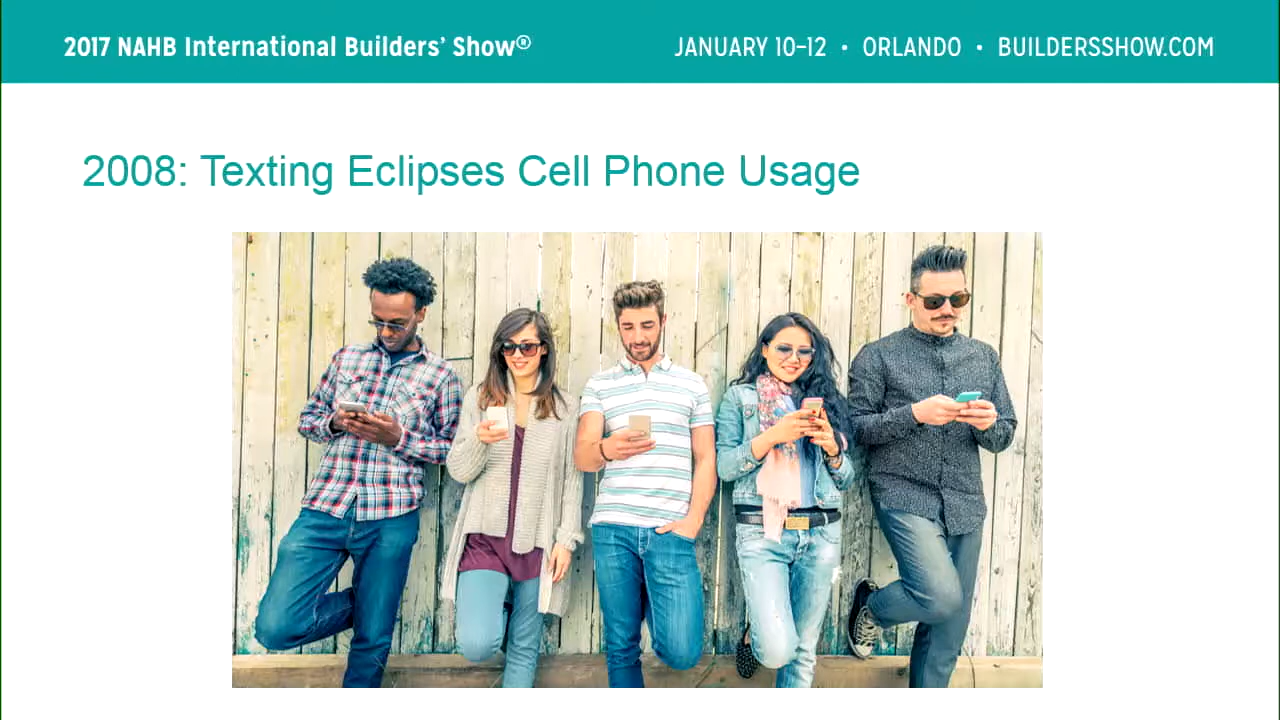 2017 NAHB International Builders' Show® JANUARY 10–12 • ORLANDO • BUILDERSSHOW.COM
2008: Texting Eclipses Cell Phone Usage